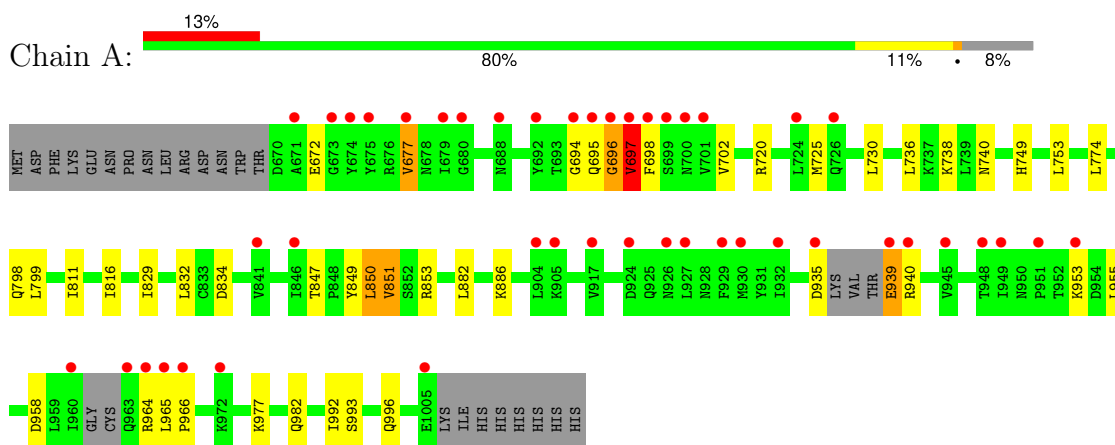 13%
Chain A:
80% 11% • 8%
MET ASP PHE LYS GLU ASN PRO ASN LEU ARG ASP ASN TRP THR D670 A671 E672 G673 Y674 Y675 R676 V677 N678 I679 G680 N688 Y692 T693 G694 Q695 G696 V697 F698 S699 N700 V701 V702 R720 L724 M725 Q726 L730 L736 K737 K738 L739 N740 H749 L753 L774
Q798 L799 I811 I816 I829 L832 C833 D834 V841 I846 T847 P848 Y849 L850 V851 S852 R853 L882 K886 L904 K905 V917 D924 Q925 N926 L927 N928 F929 M930 Y931 I932 D935 LYS VAL THR E939 R940 V945 T948 I949 N950 P951 T952 K953 D954 L955
D958 L959 I960 GLY CYS Q963 R964 L965 P966 K972 K977 Q982 I992 S993 Q996 E1005 LYS ILE HIS HIS HIS HIS HIS HIS